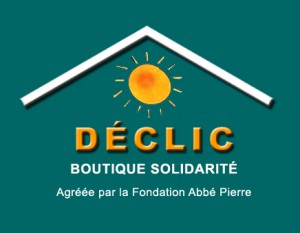 DÉCLIC
BOUTIQUE SOLIDARITÉ
Agréée par la Fondation Abbé Pierre